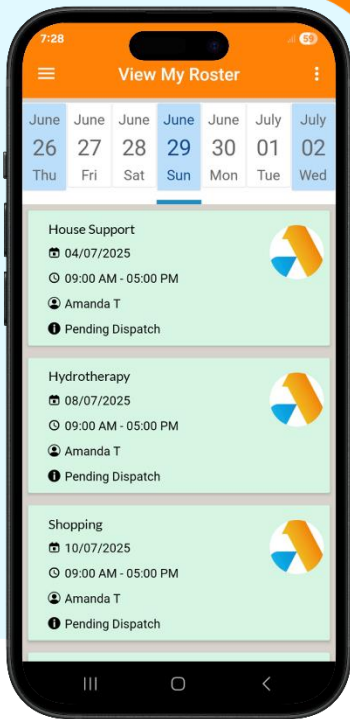 7:28
59
View My Roster
June June June June June July July
26 27 28 29 30 01 02
Thu Fri Sat Sun Mon Tue Wed
House Support
04/07/2025
09:00 AM - 05:00 PM
Amanda T
Pending Dispatch
Hydrotherapy
08/07/2025
09:00 AM - 05:00 PM
Amanda T
Pending Dispatch
Shopping
10/07/2025
09:00 AM - 05:00 PM
Amanda T
Pending Dispatch